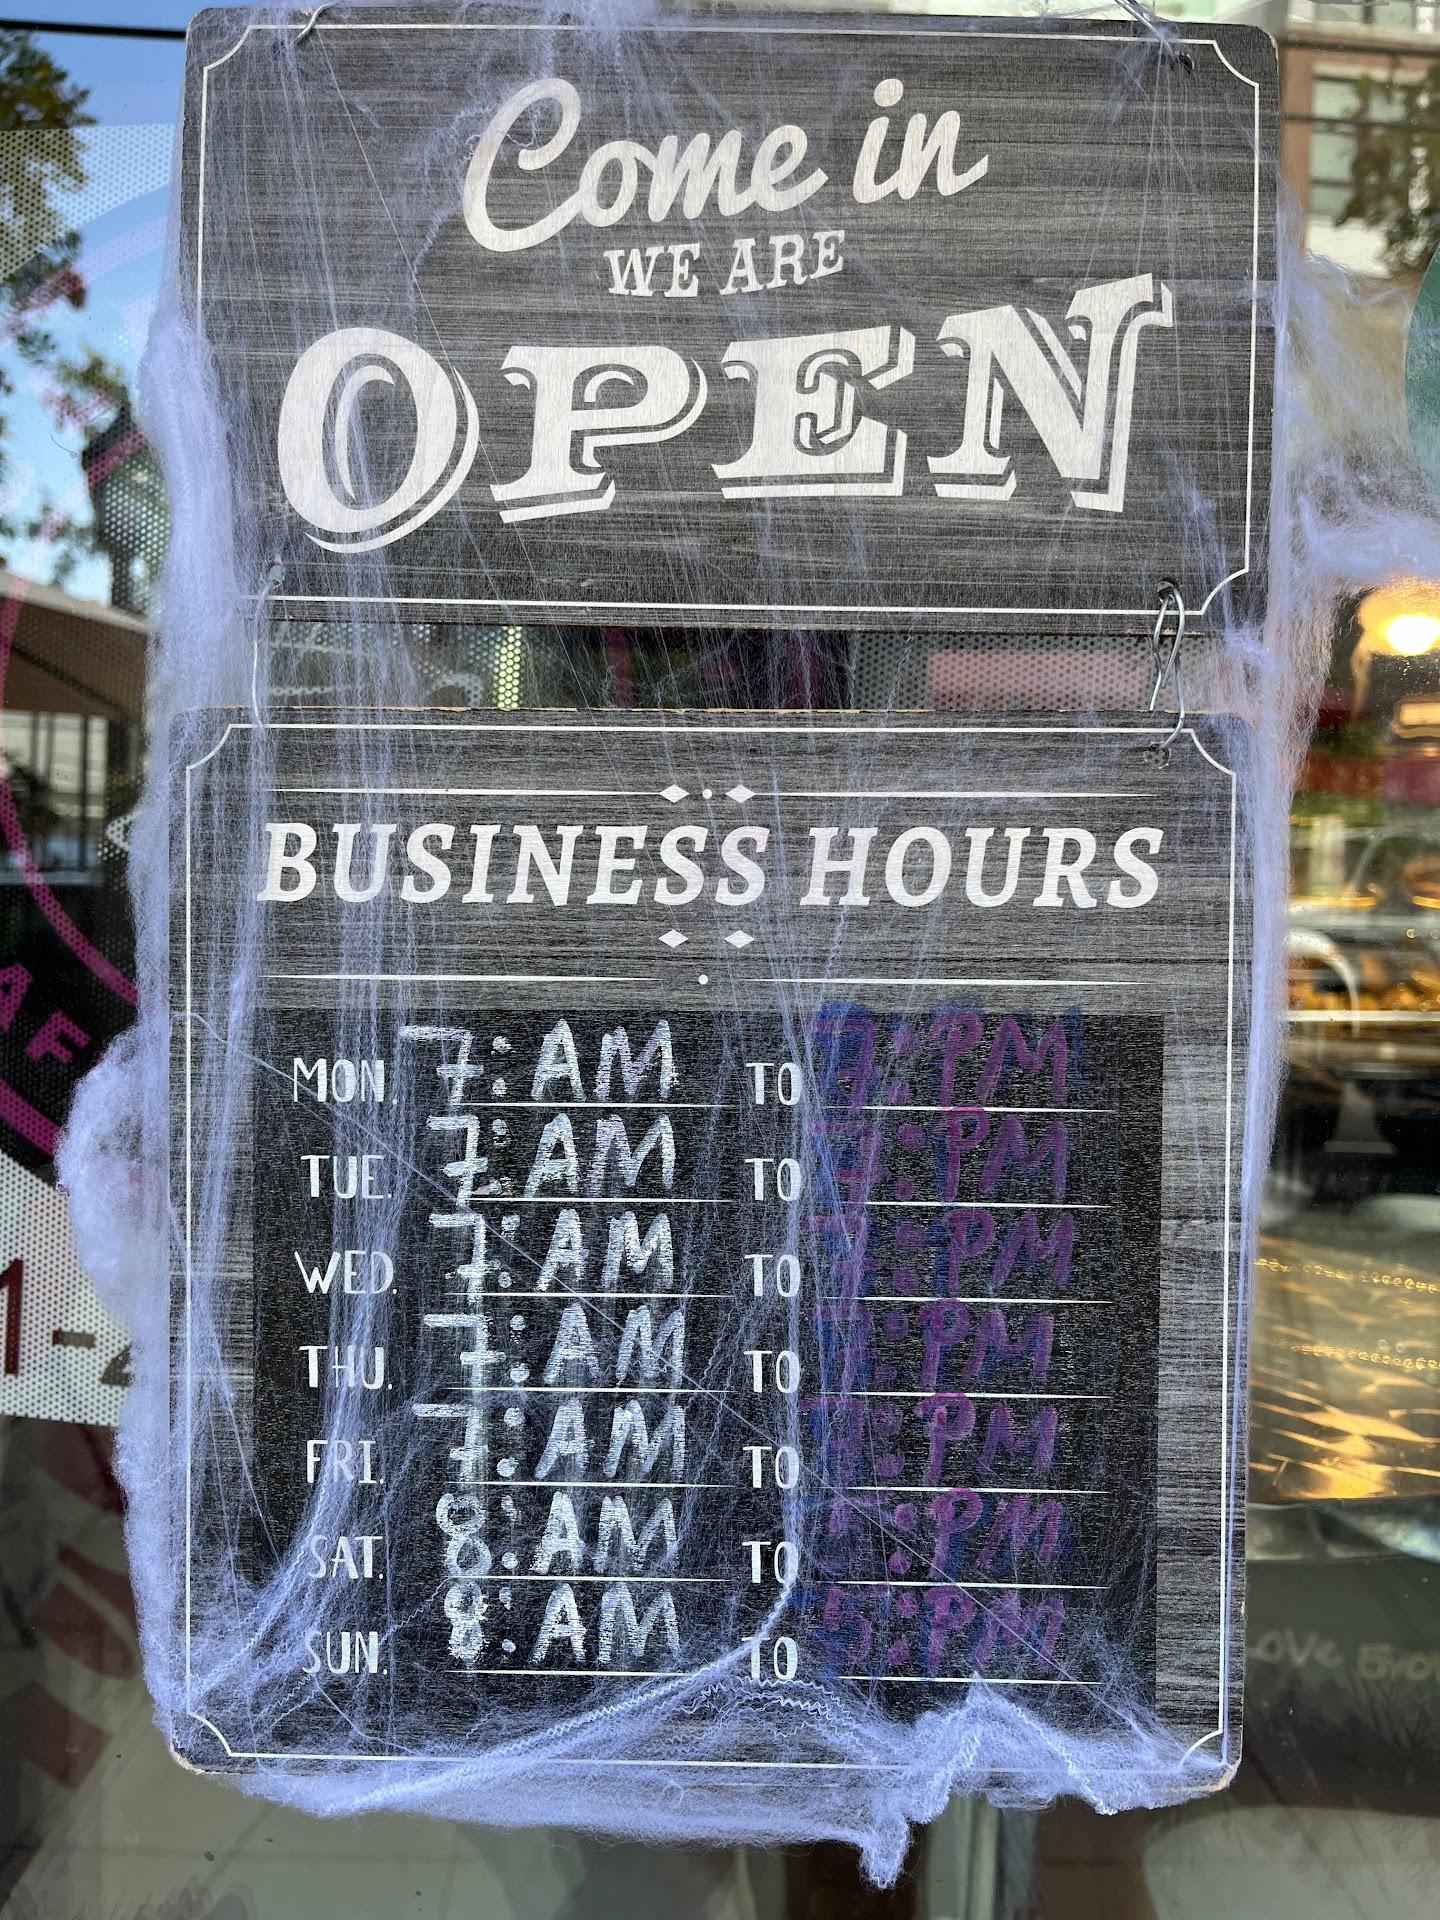 Come in
WE ARE
OPEN
BUSINESS HOURS
MON. 7:AM TO 7:PM
TUE. 7:AM TO 7:PM
WED. 7:AM TO 7:PM
THU. 7:AM TO 7:PM
FRI. 7:AM TO 7:PM
SAT. 8:AM TO 5:PM
SUN. 8:AM TO 5:PM